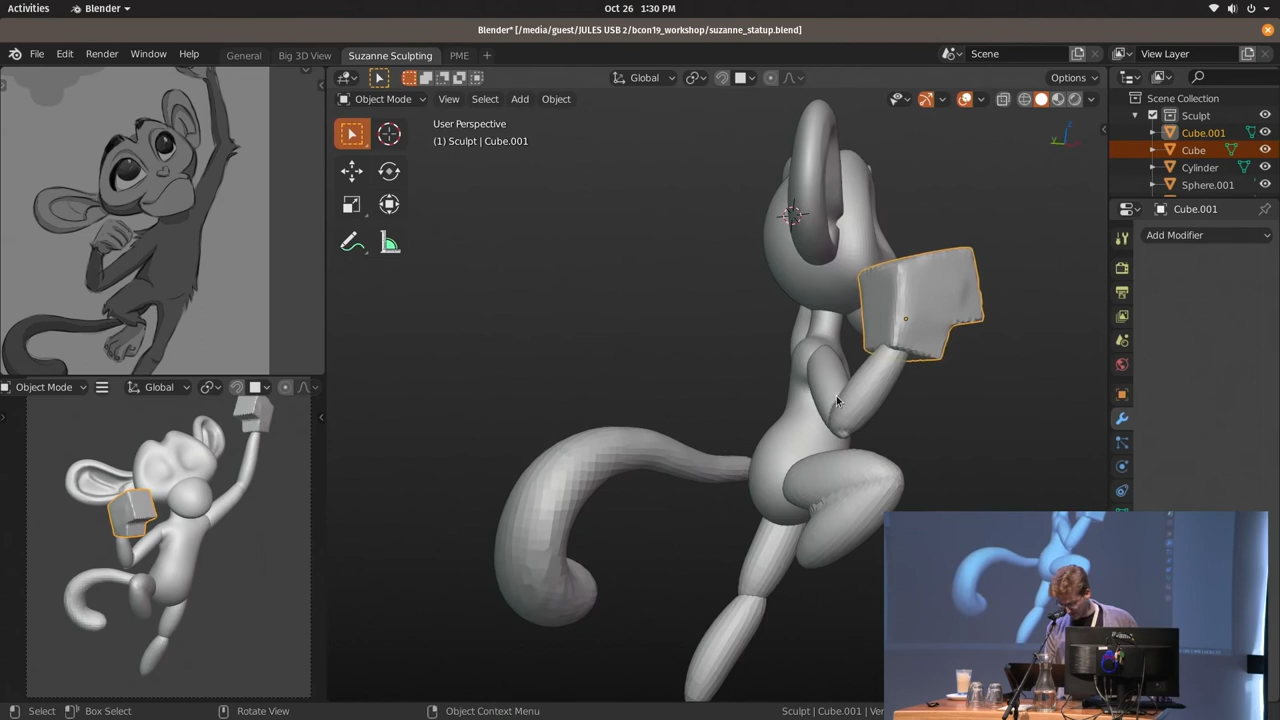 Activities Blender Oct 26 1:30 PM
Blender* [/media/guest/JULES USB 2/bcon19_workshop/suzanne_statup.blend]
File Edit Render Window Help General Big 3D View Suzanne Sculpting PME + Scene View Layer
Global Options
Object Mode View Select Add Object
User Perspective
(1) Sculpt | Cube.001
Scene Collection
Sculpt
Cube.001
Cube
Cylinder
Sphere.001
Cube.001
Add Modifier
Object Mode Global
Select Box Select Rotate View Object Context Menu Sculpt | Cube.001 | Ver